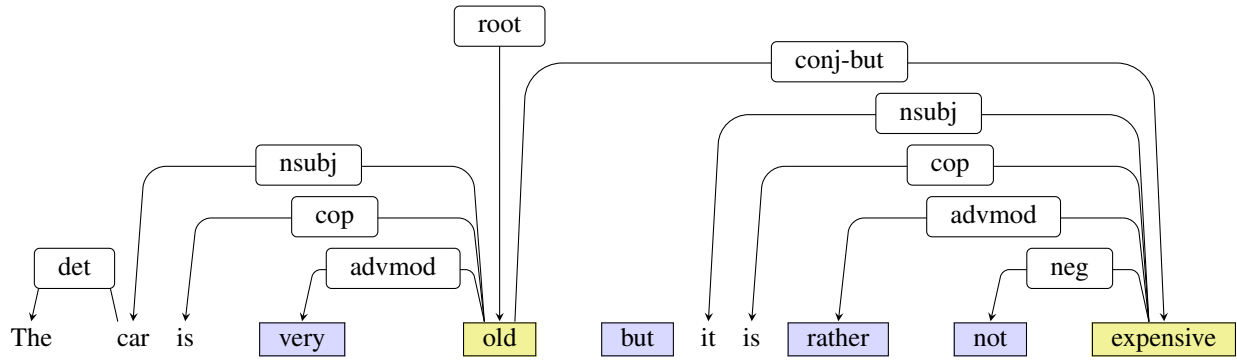 root
conj-but
nsubj
nsubj cop
cop advmod
det advmod neg
The car is very old but it is rather not expensive